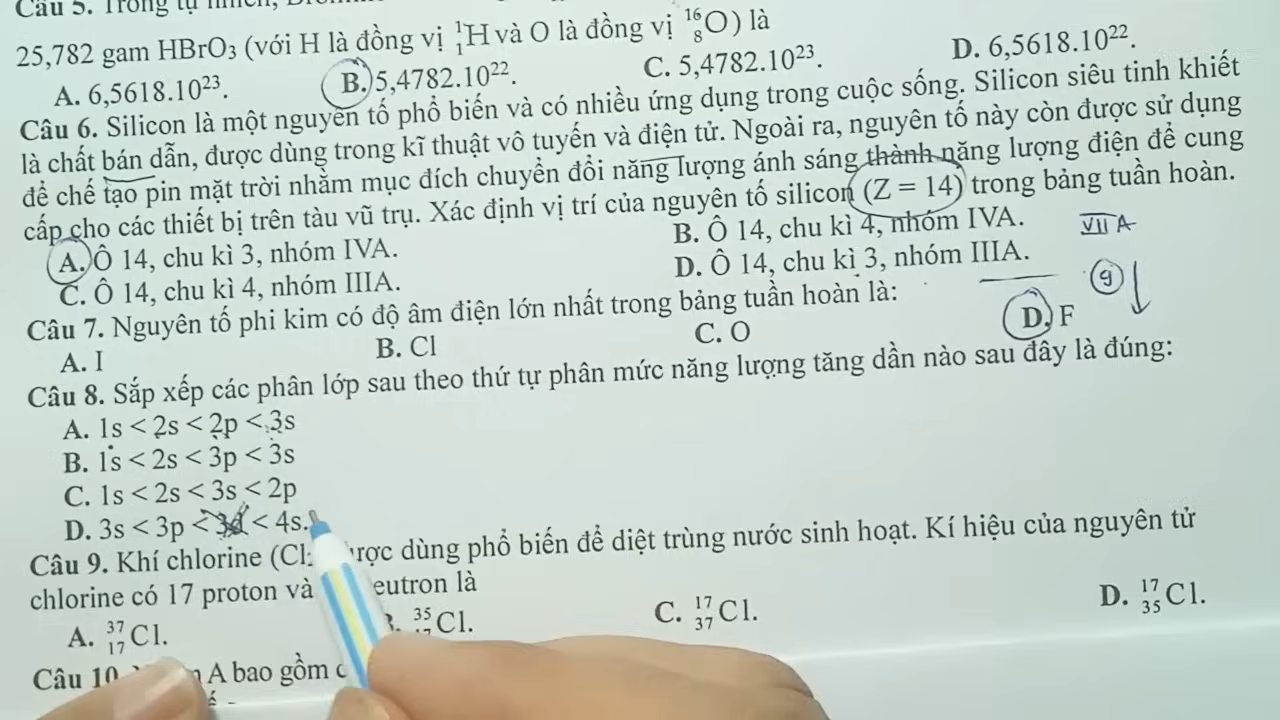 Câu 5. Trong tự nhiên,
25,782 gam HBrO₃ (với H là đồng vị ¹₁H và O là đồng vị ¹⁶₈O) là
A. 6,5618.10²³. B. 5,4782.10²². C. 5,4782.10²³. D. 6,5618.10²².
Câu 6. Silicon là một nguyên tố phổ biến và có nhiều ứng dụng trong cuộc sống. Silicon siêu tinh khiết
là chất bán dẫn, được dùng trong kĩ thuật vô tuyến và điện tử. Ngoài ra, nguyên tố này còn được sử dụng
để chế tạo pin mặt trời nhằm mục đích chuyển đổi năng lượng ánh sáng thành năng lượng điện để cung
cấp cho các thiết bị trên tàu vũ trụ. Xác định vị trí của nguyên tố silicon (Z = 14) trong bảng tuần hoàn.
A. Ô 14, chu kì 3, nhóm IVA. B. Ô 14, chu kì 4, nhóm IVA. VII A
C. Ô 14, chu kì 4, nhóm IIIA. D. Ô 14, chu kì 3, nhóm IIIA.
9
Câu 7. Nguyên tố phi kim có độ âm điện lớn nhất trong bảng tuần hoàn là:
A. I B. Cl C. O D. F
Câu 8. Sắp xếp các phân lớp sau theo thứ tự phân mức năng lượng tăng dần nào sau đây là đúng:
A. 1s < 2s < 2p < 3s
B. 1s < 2s < 3p < 3s
C. 1s < 2s < 3s < 2p
D. 3s < 3p < 3d < 4s.
Câu 9. Khí chlorine (Cl₂ ược dùng phổ biến để diệt trùng nước sinh hoạt. Kí hiệu của nguyên tử
chlorine có 17 proton và eutron là
A. ³⁷₁₇Cl. ³⁵Cl. C. ¹⁷₃₇Cl. D. ¹⁷₃₅Cl.
Câu 10. A bao gồm